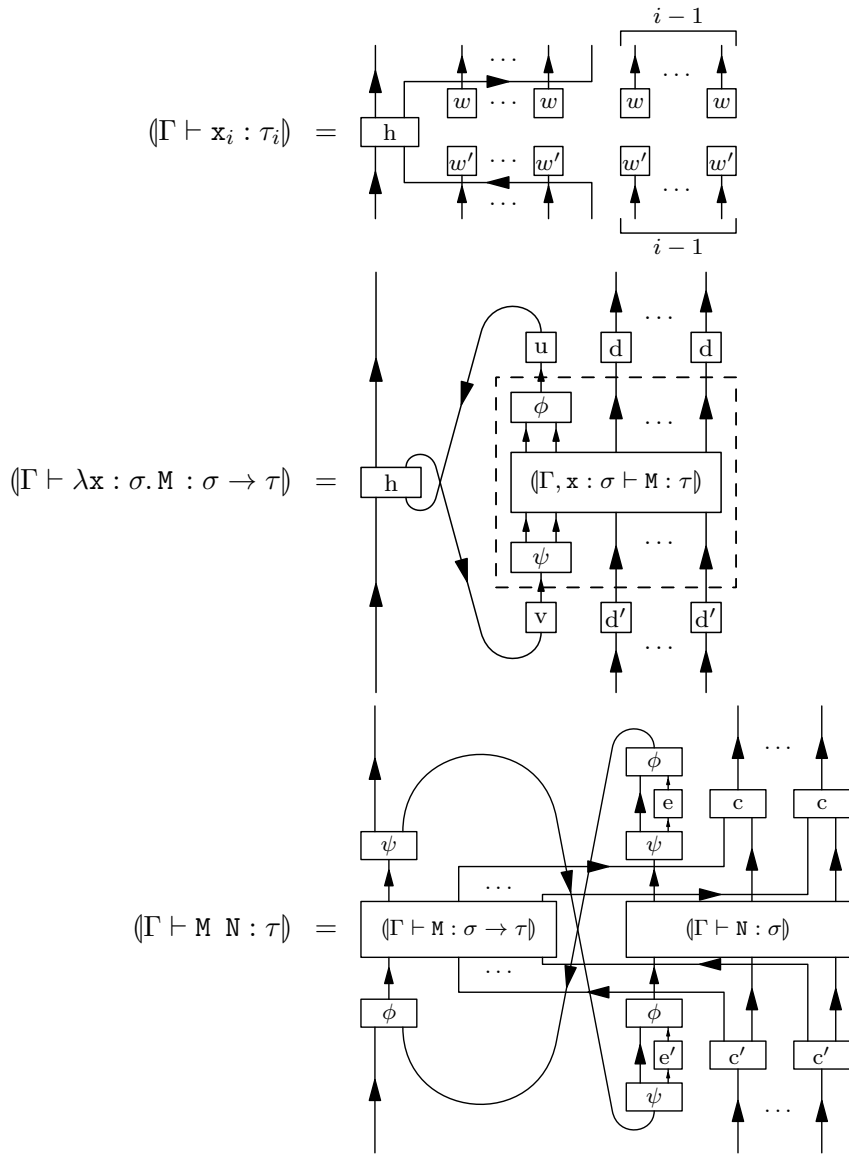 i − 1
⋯ ⋯
w ⋯ w w w
(|Γ ⊢ x_i : τ_i|) = h
w′ ⋯ w′ w′ ⋯ w′
⋯
i − 1
⋯
u d d
ϕ ⋯
(|Γ ⊢ λx : σ. M : σ → τ|) = h (|Γ, x : σ ⊢ M : τ|)
ψ ⋯
v d′ d′
⋯
⋯
ϕ
e c c
ψ ψ
⋯
(|Γ ⊢ M N : τ|) = (|Γ ⊢ M : σ → τ|) (|Γ ⊢ N : σ|)
⋯
ϕ ϕ
e′ c′ c′
ψ ⋯